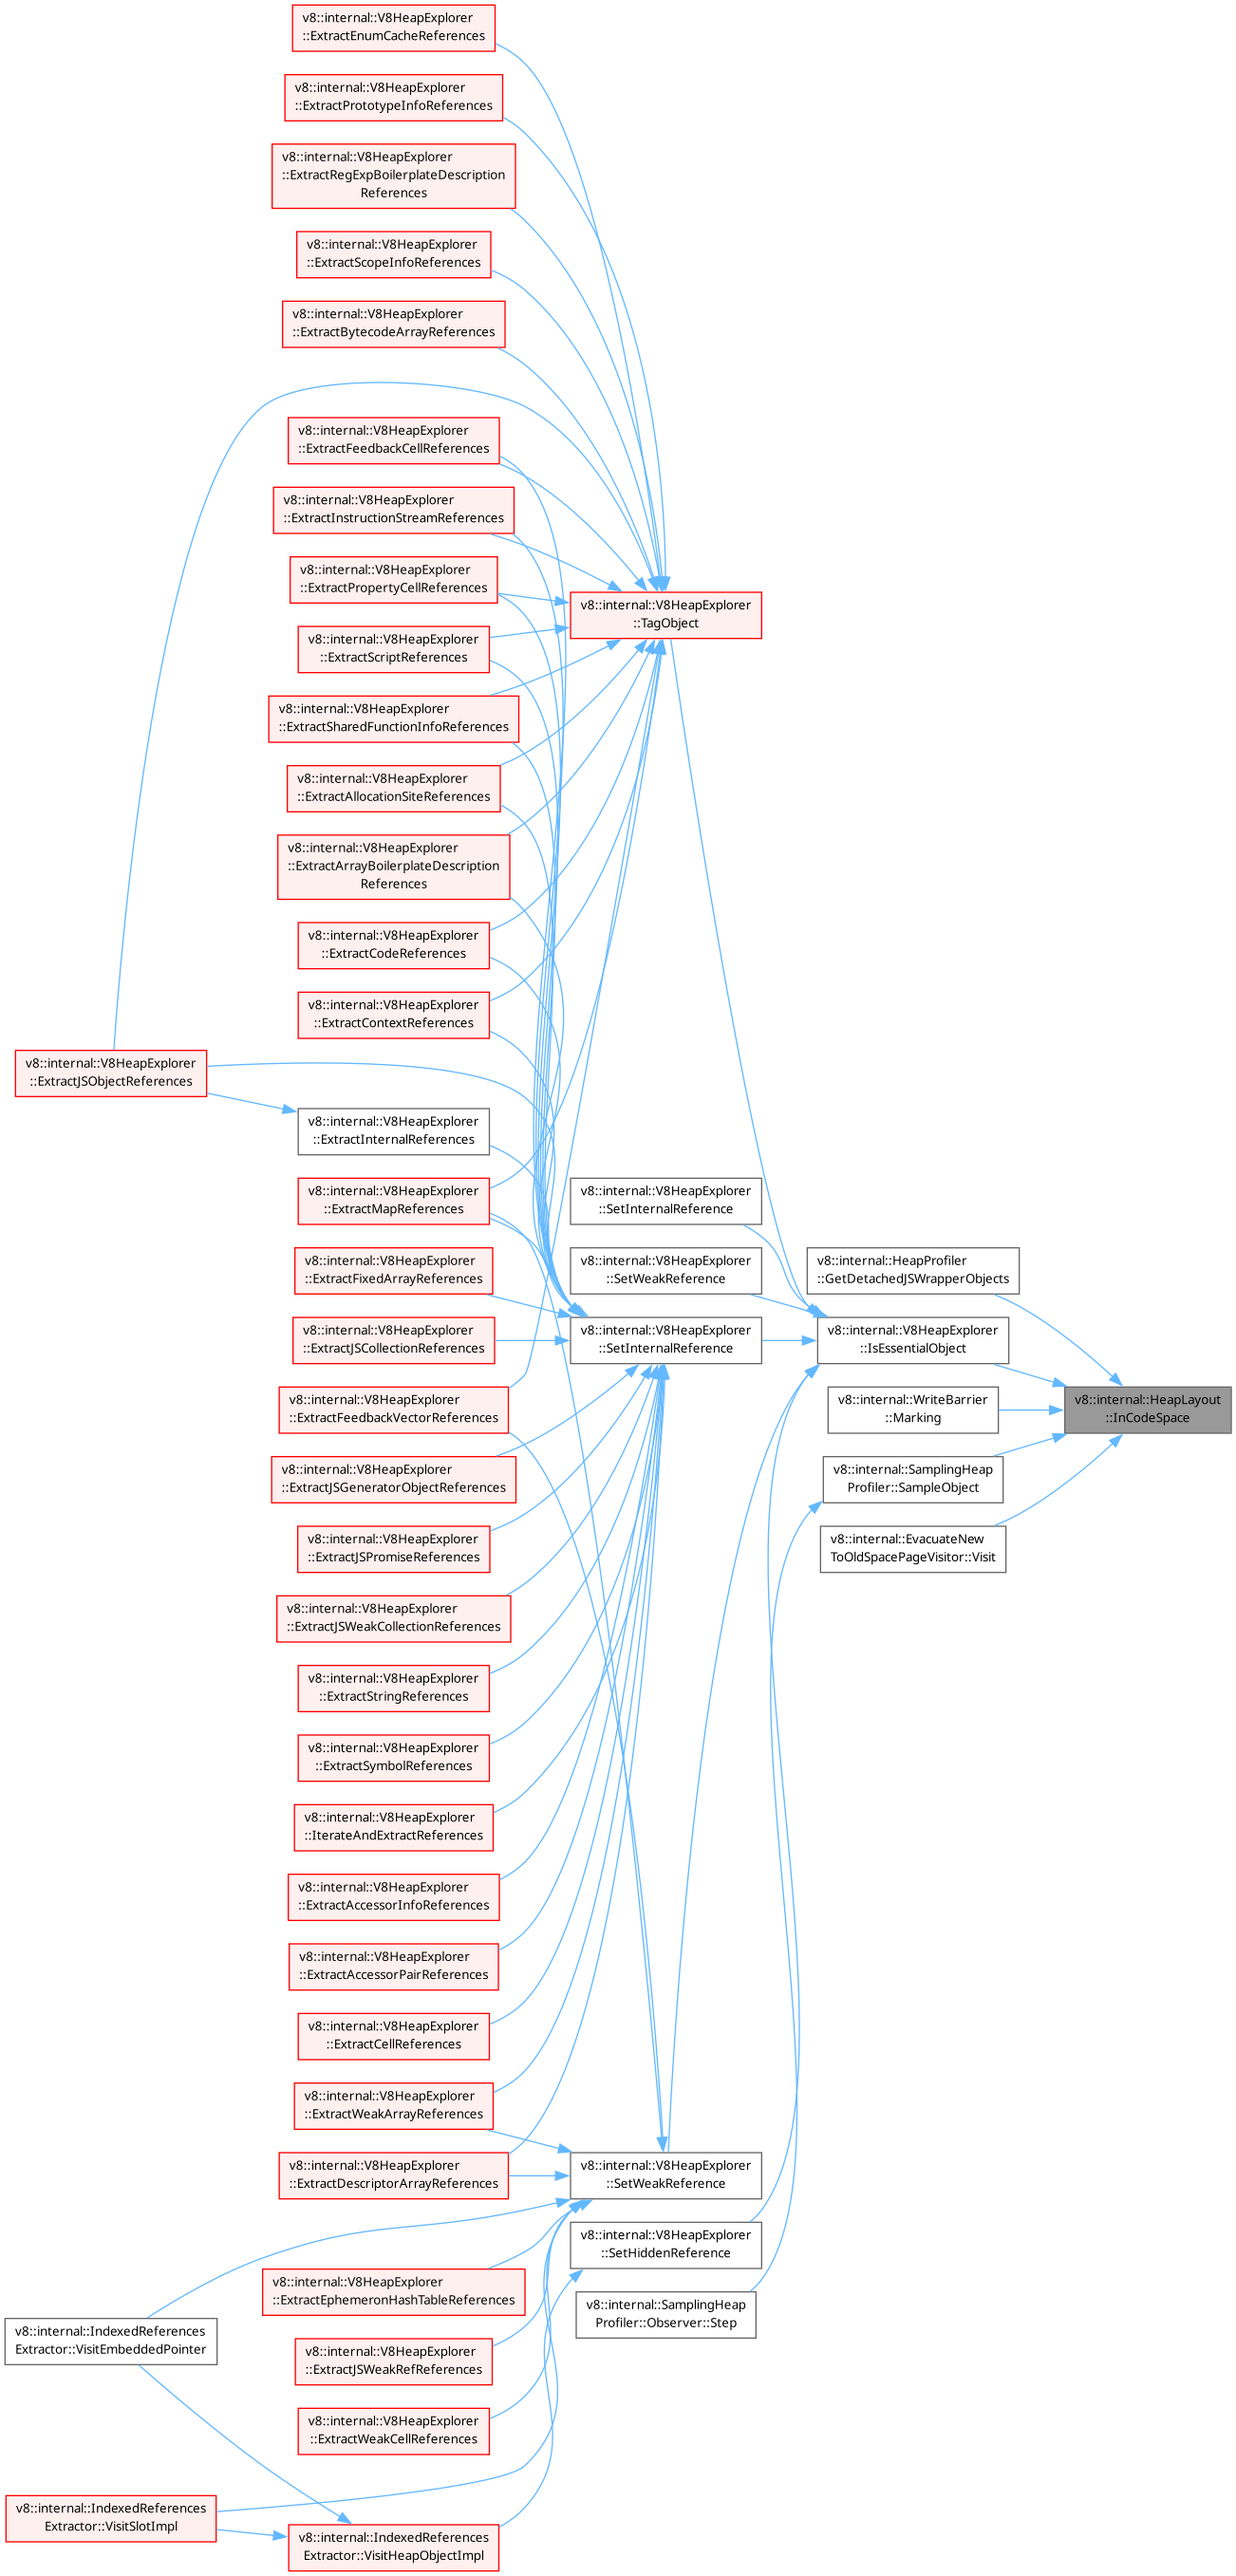 v8::internal::V8HeapExplorer
::ExtractEnumCacheReferences
v8::internal::V8HeapExplorer
::ExtractPrototypeInfoReferences
v8::internal::V8HeapExplorer
::ExtractRegExpBoilerplateDescription
References
v8::internal::V8HeapExplorer
::ExtractScopeInfoReferences
v8::internal::V8HeapExplorer
::ExtractBytecodeArrayReferences
v8::internal::V8HeapExplorer
::ExtractFeedbackCellReferences
v8::internal::V8HeapExplorer
::ExtractInstructionStreamReferences
v8::internal::V8HeapExplorer
::ExtractPropertyCellReferences
v8::internal::V8HeapExplorer
::TagObject
v8::internal::V8HeapExplorer
::ExtractScriptReferences
v8::internal::V8HeapExplorer
::ExtractSharedFunctionInfoReferences
v8::internal::V8HeapExplorer
::ExtractAllocationSiteReferences
v8::internal::V8HeapExplorer
::ExtractArrayBoilerplateDescription
References
v8::internal::V8HeapExplorer
::ExtractCodeReferences
v8::internal::V8HeapExplorer
::ExtractContextReferences
v8::internal::V8HeapExplorer
::ExtractJSObjectReferences
v8::internal::V8HeapExplorer
::ExtractInternalReferences
v8::internal::V8HeapExplorer
::ExtractMapReferences
v8::internal::V8HeapExplorer
::SetInternalReference
v8::internal::V8HeapExplorer
::ExtractFixedArrayReferences
v8::internal::V8HeapExplorer
::SetWeakReference
v8::internal::HeapProfiler
::GetDetachedJSWrapperObjects
v8::internal::V8HeapExplorer
::ExtractJSCollectionReferences
v8::internal::V8HeapExplorer
::SetInternalReference
v8::internal::V8HeapExplorer
::IsEssentialObject
v8::internal::V8HeapExplorer
::ExtractFeedbackVectorReferences
v8::internal::WriteBarrier
::Marking
v8::internal::HeapLayout
::InCodeSpace
v8::internal::V8HeapExplorer
::ExtractJSGeneratorObjectReferences
v8::internal::SamplingHeap
Profiler::SampleObject
v8::internal::V8HeapExplorer
::ExtractJSPromiseReferences
v8::internal::EvacuateNew
ToOldSpacePageVisitor::Visit
v8::internal::V8HeapExplorer
::ExtractJSWeakCollectionReferences
v8::internal::V8HeapExplorer
::ExtractStringReferences
v8::internal::V8HeapExplorer
::ExtractSymbolReferences
v8::internal::V8HeapExplorer
::IterateAndExtractReferences
v8::internal::V8HeapExplorer
::ExtractAccessorInfoReferences
v8::internal::V8HeapExplorer
::ExtractAccessorPairReferences
v8::internal::V8HeapExplorer
::ExtractCellReferences
v8::internal::V8HeapExplorer
::ExtractWeakArrayReferences
v8::internal::V8HeapExplorer
::ExtractDescriptorArrayReferences
v8::internal::V8HeapExplorer
::SetWeakReference
v8::internal::V8HeapExplorer
::SetHiddenReference
v8::internal::V8HeapExplorer
::ExtractEphemeronHashTableReferences
v8::internal::SamplingHeap
Profiler::Observer::Step
v8::internal::IndexedReferences
Extractor::VisitEmbeddedPointer
v8::internal::V8HeapExplorer
::ExtractJSWeakRefReferences
v8::internal::V8HeapExplorer
::ExtractWeakCellReferences
v8::internal::IndexedReferences
Extractor::VisitSlotImpl
v8::internal::IndexedReferences
Extractor::VisitHeapObjectImpl